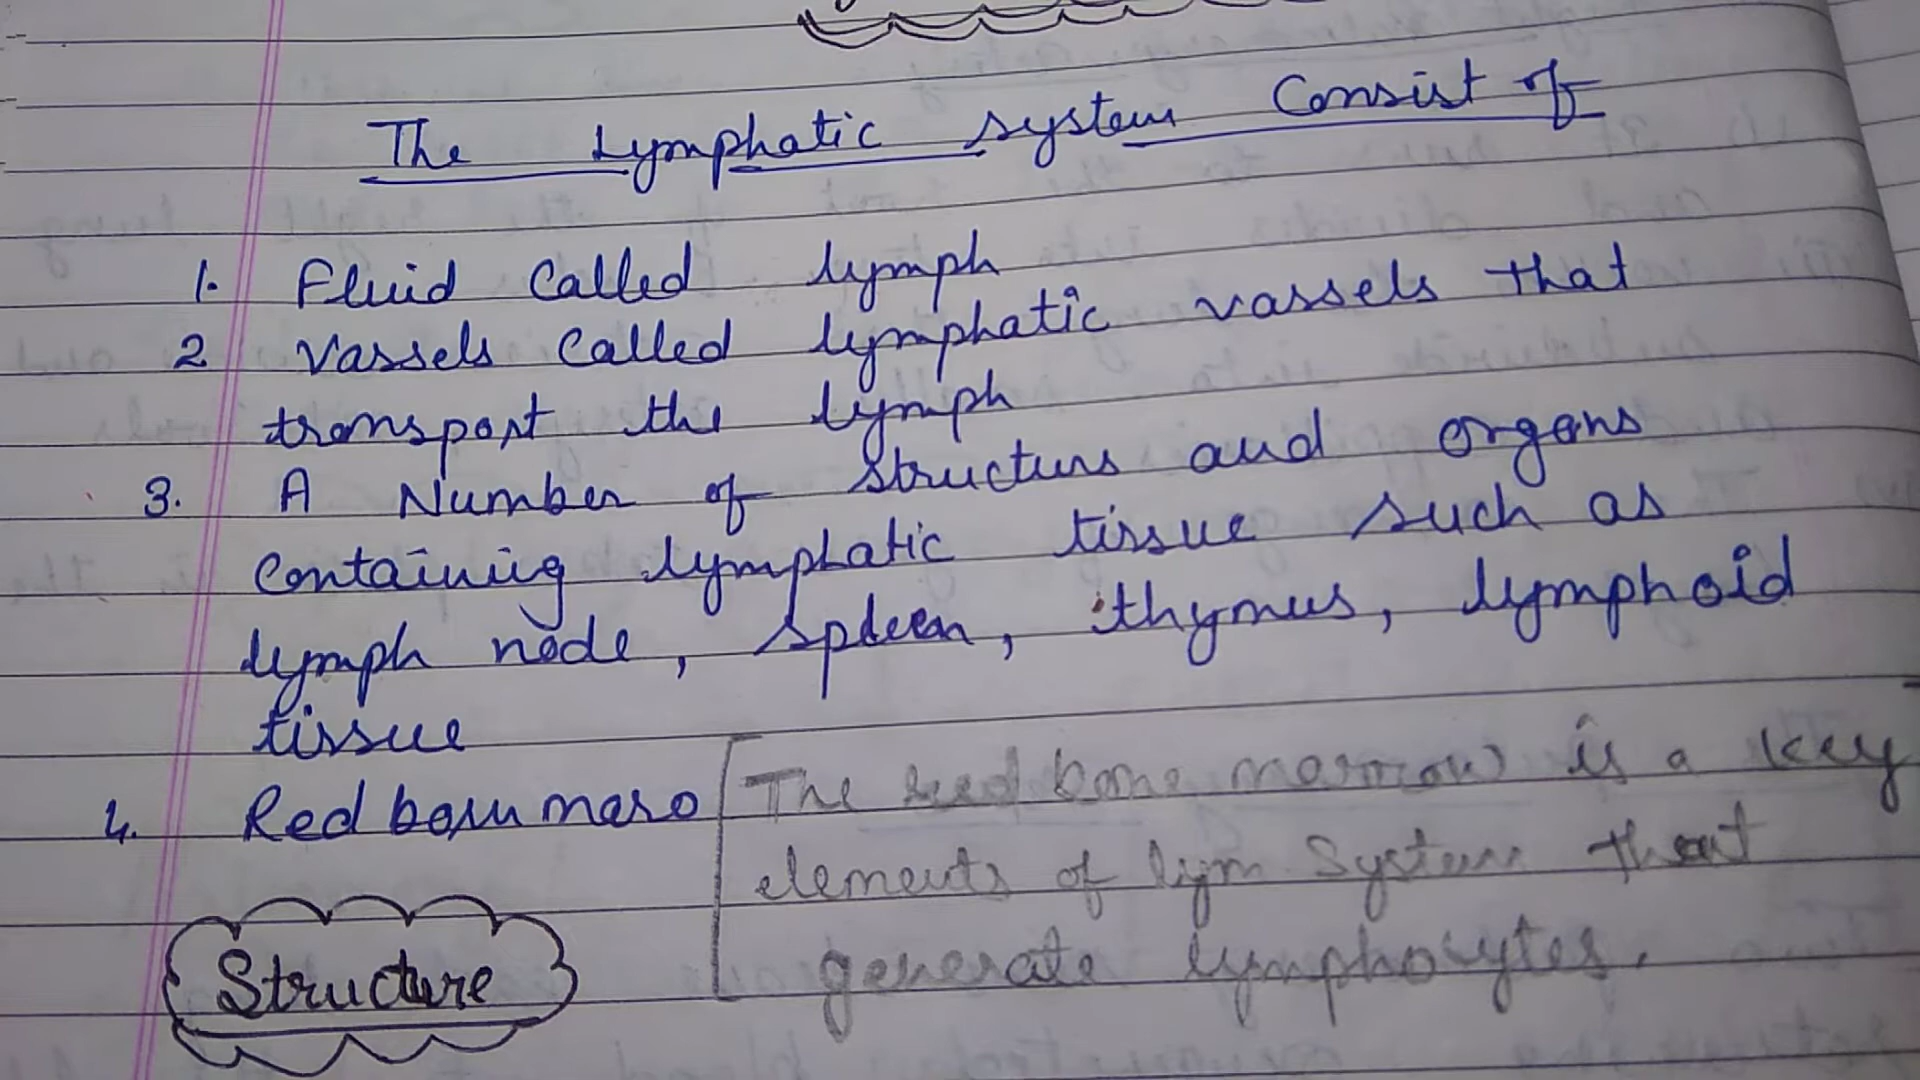 The Lymphatic system Consist of
1. Fluid Called lymph
2 Vassels Called lymphatic vassels that
transport the lymph
3. A Number of Structurs and organs
Containing lymphatic tissue such as
lymph node, spleen, thymus, lymphoid
tissue
4. Red bonu maro
The red bone marrow is a key
elements of lym System that
generate lymphocytes.
Structure